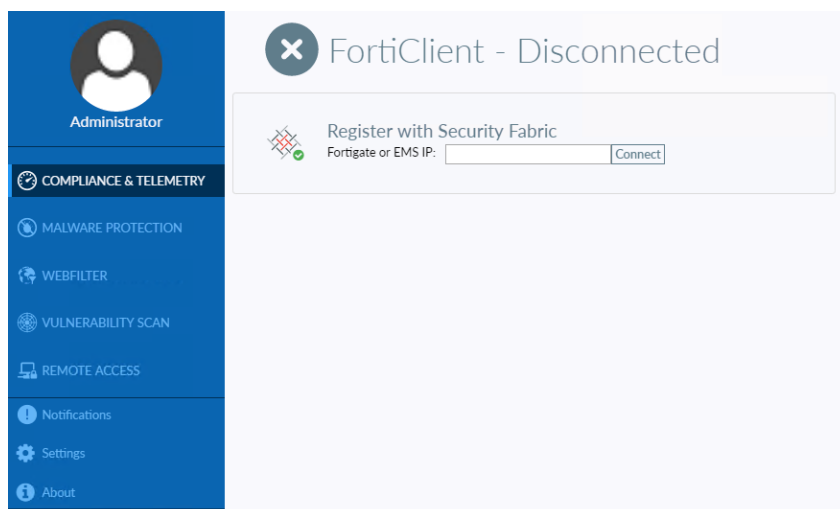 Administrator
COMPLIANCE & TELEMETRY
MALWARE PROTECTION
WEBFILTER
VULNERABILITY SCAN
REMOTE ACCESS
Notifications
Settings
About
FortiClient - Disconnected
Register with Security Fabric
Fortigate or EMS IP: Connect